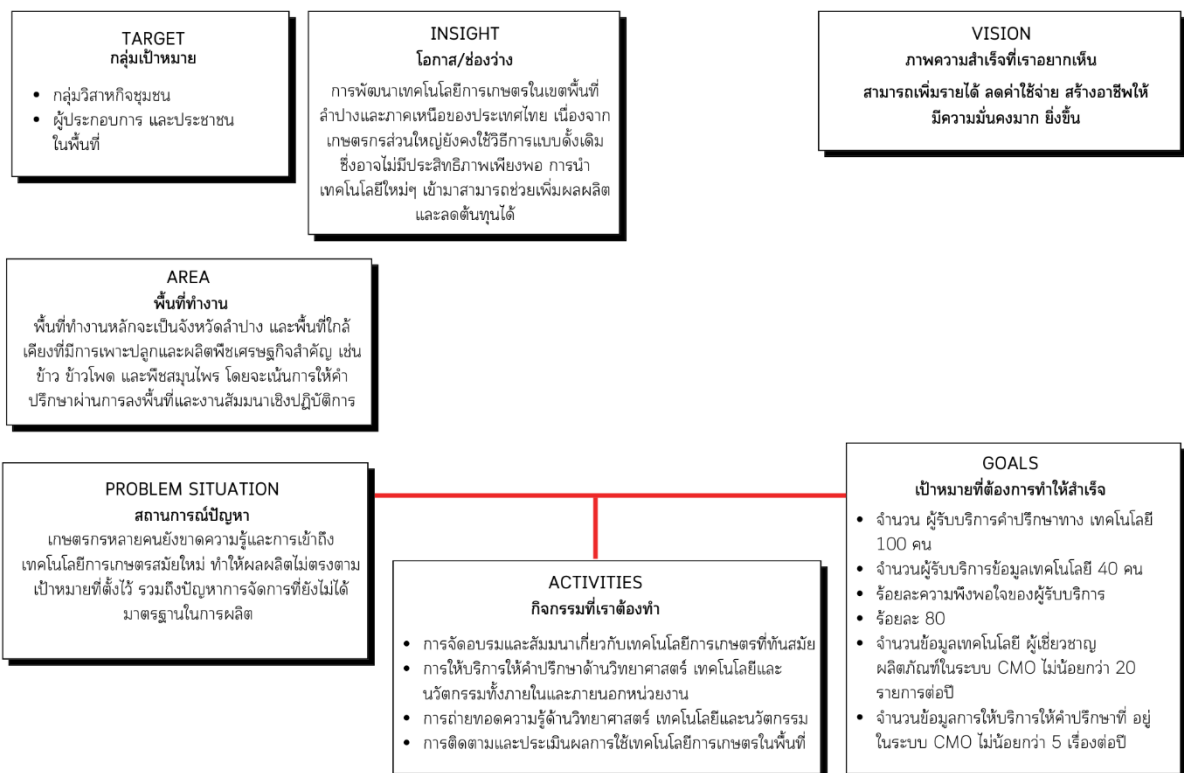 TARGET
กลุ่มเป้าหมาย
• กลุ่มวิสาหกิจชุมชน
• ผู้ประกอบการ และประชาชน
ในพื้นที่
INSIGHT
โอกาส/ช่องว่าง
การพัฒนาเทคโนโลยีการเกษตรในเขตพื้นที่
ลำปางและภาคเหนือของประเทศไทย เนื่องจาก
เกษตรกรส่วนใหญ่ยังคงใช้วิธีการแบบดั้งเดิม
ซึ่งอาจไม่มีประสิทธิภาพเพียงพอ การนำ
เทคโนโลยีใหม่ๆ เข้ามาสามารถช่วยเพิ่มผลผลิต
และลดต้นทุนได้
VISION
ภาพความสำเร็จที่เราอยากเห็น
สามารถเพิ่มรายได้ ลดค่าใช้จ่าย สร้างอาชีพให้
มีความมั่นคงมาก ยิ่งขึ้น
AREA
พื้นที่ทำงาน
พื้นที่ทำงานหลักจะเป็นจังหวัดลำปาง และพื้นที่ใกล้
เคียงที่มีการเพาะปลูกและผลิตพืชเศรษฐกิจสำคัญ เช่น
ข้าว ข้าวโพด และพืชสมุนไพร โดยจะเน้นการให้คำ
ปรึกษาผ่านการลงพื้นที่และงานสัมมนาเชิงปฏิบัติการ
PROBLEM SITUATION
สถานการณ์ปัญหา
เกษตรกรหลายคนยังขาดความรู้และการเข้าถึง
เทคโนโลยีการเกษตรสมัยใหม่ ทำให้ผลผลิตไม่ตรงตาม
เป้าหมายที่ตั้งไว้ รวมถึงปัญหาการจัดการที่ยังไม่ได้
มาตรฐานในการผลิต
ACTIVITIES
กิจกรรมที่เราต้องทำ
• การจัดอบรมและสัมมนาเกี่ยวกับเทคโนโลยีการเกษตรที่ทันสมัย
• การให้บริการให้คำปรึกษาด้านวิทยาศาสตร์ เทคโนโลยีและ
นวัตกรรมทั้งภายในและภายนอกหน่วยงาน
• การถ่ายทอดความรู้ด้านวิทยาศาสตร์ เทคโนโลยีและนวัตกรรม
• การติดตามและประเมินผลการใช้เทคโนโลยีการเกษตรในพื้นที่
GOALS
เป้าหมายที่ต้องการทำให้สำเร็จ
• จำนวน ผู้รับบริการคำปรึกษาทาง เทคโนโลยี
100 คน
• จำนวนผู้รับบริการข้อมูลเทคโนโลยี 40 คน
• ร้อยละความพึงพอใจของผู้รับบริการ
• ร้อยละ 80
• จำนวนข้อมูลเทคโนโลยี ผู้เชี่ยวชาญ
ผลิตภัณฑ์ในระบบ CMO ไม่น้อยกว่า 20
รายการต่อปี
• จำนวนข้อมูลการให้บริการให้คำปรึกษาที่ อยู่
ในระบบ CMO ไม่น้อยกว่า 5 เรื่องต่อปี